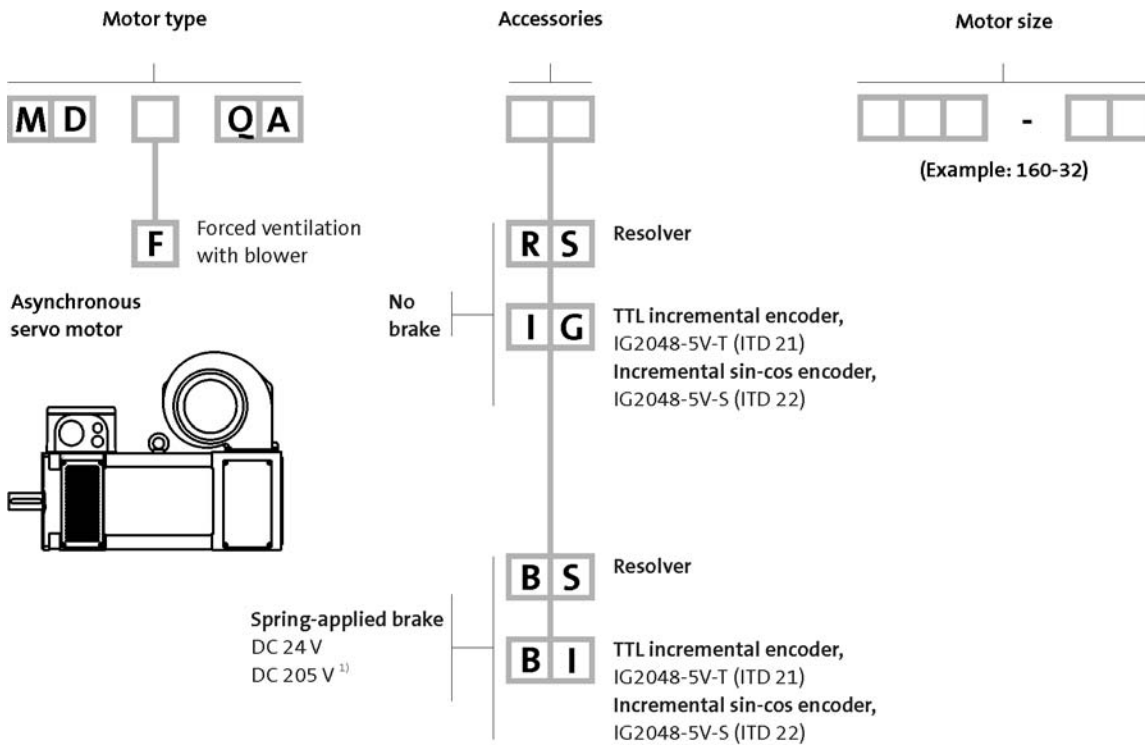 Motor type
Accessories
Motor size
M D Q A
-
(Example: 160-32)
F
Forced ventilation
with blower
R S
Resolver
Asynchronous
servo motor
No
brake
I G
TTL incremental encoder,
IG2048-5V-T (ITD 21)
Incremental sin-cos encoder,
IG2048-5V-S (ITD 22)
B S
Resolver
Spring-applied brake
DC 24 V
DC 205 V 1)
B I
TTL incremental encoder,
IG2048-5V-T (ITD 21)
Incremental sin-cos encoder,
IG2048-5V-S (ITD 22)